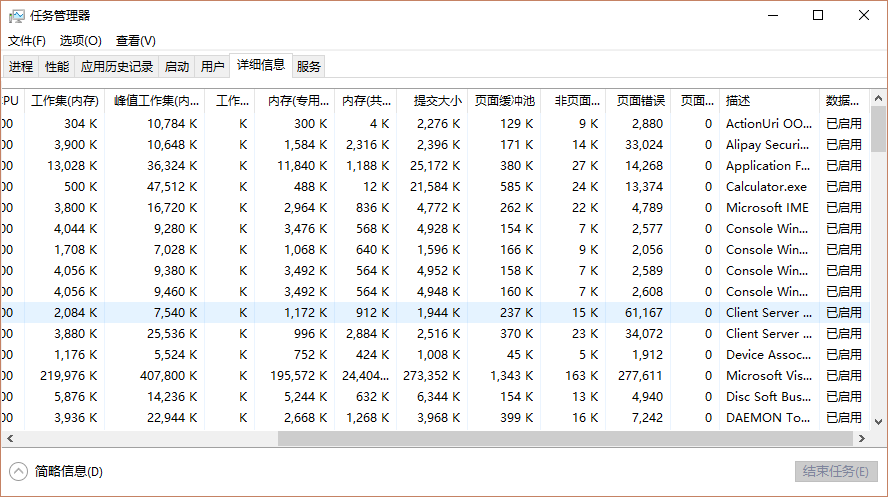 任务管理器
文件(F) 选项(O) 查看(V)
进程 性能 应用历史记录 启动 用户 详细信息 服务
CPU 工作集(内存) 峰值工作集(内... 工作... 内存(专用... 内存(共... 提交大小 页面缓冲池 非页面... 页面错误 页面... 描述 数据...
00 304 K 10,784 K K 300 K 4 K 2,276 K 129 K 9 K 2,880 0 ActionUri OO... 已启用
00 3,900 K 10,648 K K 1,584 K 2,316 K 2,396 K 171 K 14 K 33,024 0 Alipay Securi... 已启用
00 13,028 K 36,324 K K 11,840 K 1,188 K 25,172 K 380 K 27 K 14,268 0 Application F... 已启用
00 500 K 47,512 K K 488 K 12 K 21,584 K 585 K 24 K 13,374 0 Calculator.exe 已启用
00 3,800 K 16,720 K K 2,964 K 836 K 4,772 K 262 K 22 K 4,789 0 Microsoft IME 已启用
00 4,044 K 9,280 K K 3,476 K 568 K 4,928 K 154 K 7 K 2,577 0 Console Win... 已启用
00 1,708 K 7,028 K K 1,068 K 640 K 1,596 K 166 K 9 K 2,056 0 Console Win... 已启用
00 4,056 K 9,380 K K 3,492 K 564 K 4,952 K 158 K 7 K 2,589 0 Console Win... 已启用
00 4,056 K 9,460 K K 3,492 K 564 K 4,948 K 160 K 7 K 2,608 0 Console Win... 已启用
00 2,084 K 7,540 K K 1,172 K 912 K 1,944 K 237 K 15 K 61,167 0 Client Server ... 已启用
00 3,880 K 25,536 K K 996 K 2,884 K 2,516 K 370 K 23 K 34,072 0 Client Server ... 已启用
00 1,176 K 5,524 K K 752 K 424 K 1,008 K 45 K 5 K 1,912 0 Device Assoc... 已启用
00 219,976 K 407,800 K K 195,572 K 24,404... 273,352 K 1,343 K 163 K 277,611 0 Microsoft Vis... 已启用
00 5,876 K 14,236 K K 5,244 K 632 K 6,344 K 154 K 13 K 4,940 0 Disc Soft Bus... 已启用
00 3,936 K 22,944 K K 2,668 K 1,268 K 3,968 K 399 K 16 K 7,242 0 DAEMON To... 已启用
简略信息(D) 结束任务(E)